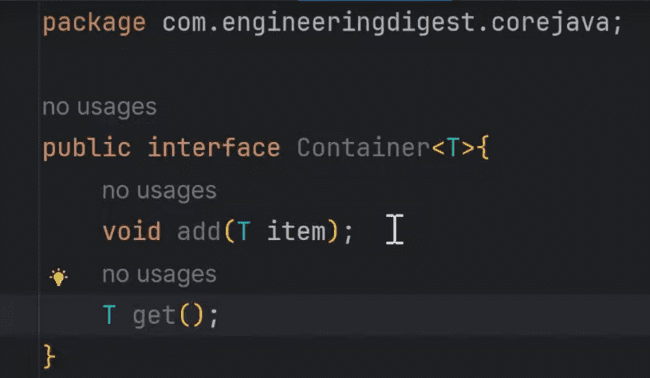 package com.engineeringdigest.corejava;
no usages
public interface Container<T>{
no usages
void add(T item);
no usages
T get();
}